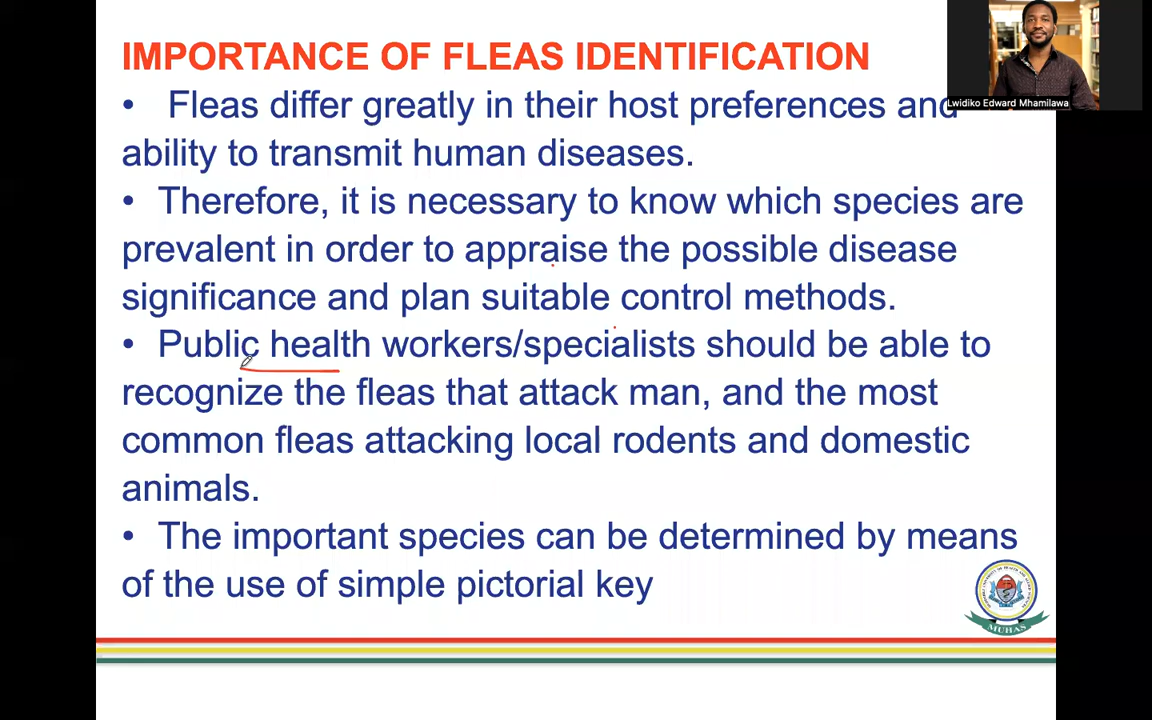 IMPORTANCE OF FLEAS IDENTIFICATION
Lwidiko Edward Mhamilawa
• Fleas differ greatly in their host preferences and
ability to transmit human diseases.
• Therefore, it is necessary to know which species are
prevalent in order to appraise the possible disease
significance and plan suitable control methods.
• Public health workers/specialists should be able to
recognize the fleas that attack man, and the most
common fleas attacking local rodents and domestic
animals.
• The important species can be determined by means
of the use of simple pictorial key
MUHAS